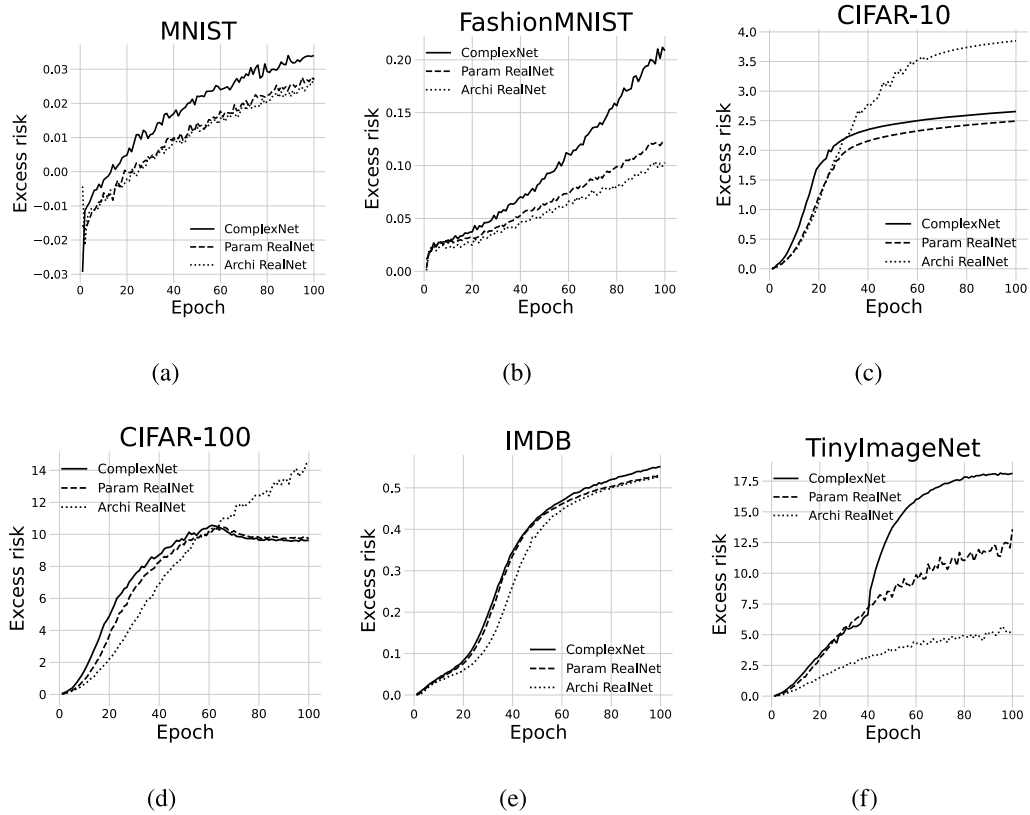 MNIST
0.03
0.02
0.01
0.00
−0.01
−0.02
−0.03
Excess risk
ComplexNet
Param RealNet
Archi RealNet
0 20 40 60 80 100
Epoch
(a)
FashionMNIST
0.20
0.15
0.10
0.05
0.00
Excess risk
ComplexNet
Param RealNet
Archi RealNet
0 20 40 60 80 100
Epoch
(b)
CIFAR-10
4.0
3.5
3.0
2.5
2.0
1.5
1.0
0.5
0.0
Excess risk
ComplexNet
Param RealNet
Archi RealNet
0 20 40 60 80 100
Epoch
(c)
CIFAR-100
14
12
10
8
6
4
2
0
Excess risk
ComplexNet
Param RealNet
Archi RealNet
0 20 40 60 80 100
Epoch
(d)
IMDB
0.5
0.4
0.3
0.2
0.1
0.0
Excess risk
ComplexNet
Param RealNet
Archi RealNet
0 20 40 60 80 100
Epoch
(e)
TinyImageNet
17.5
15.0
12.5
10.0
7.5
5.0
2.5
0.0
Excess risk
ComplexNet
Param RealNet
Archi RealNet
0 20 40 60 80 100
Epoch
(f)